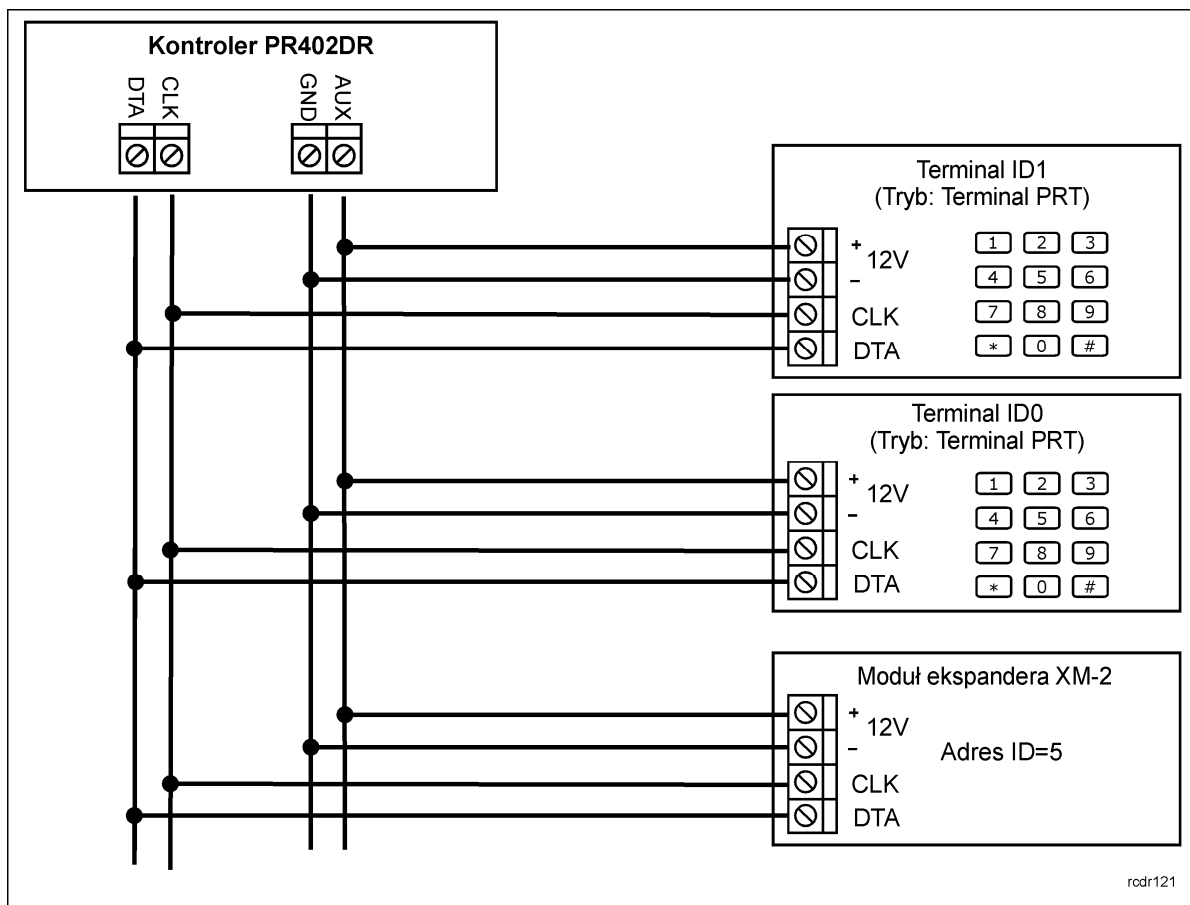 Kontroler PR402DR
DTA
CLK
GND
AUX
Terminal ID1
(Tryb: Terminal PRT)
+
12V
-
CLK
DTA
1 2 3
4 5 6
7 8 9
* 0 #
Terminal ID0
(Tryb: Terminal PRT)
+
12V
-
CLK
DTA
1 2 3
4 5 6
7 8 9
* 0 #
Moduł ekspandera XM-2
+
12V
-
CLK
DTA
Adres ID=5
rcdr121